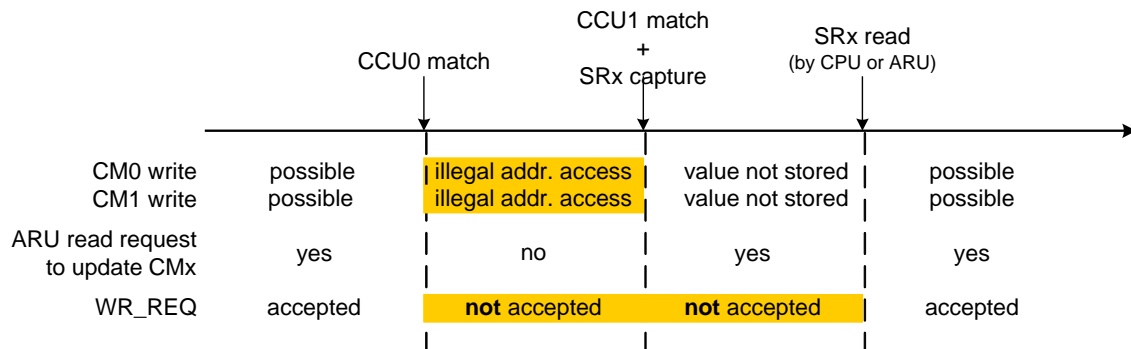 CCU1 match
+
SRx capture
SRx read
(by CPU or ARU)
CCU0 match
CM0 write possible illegal addr. access value not stored possible
CM1 write possible illegal addr. access value not stored possible
ARU read request
to update CMx yes no yes yes
WR_REQ accepted not accepted not accepted accepted